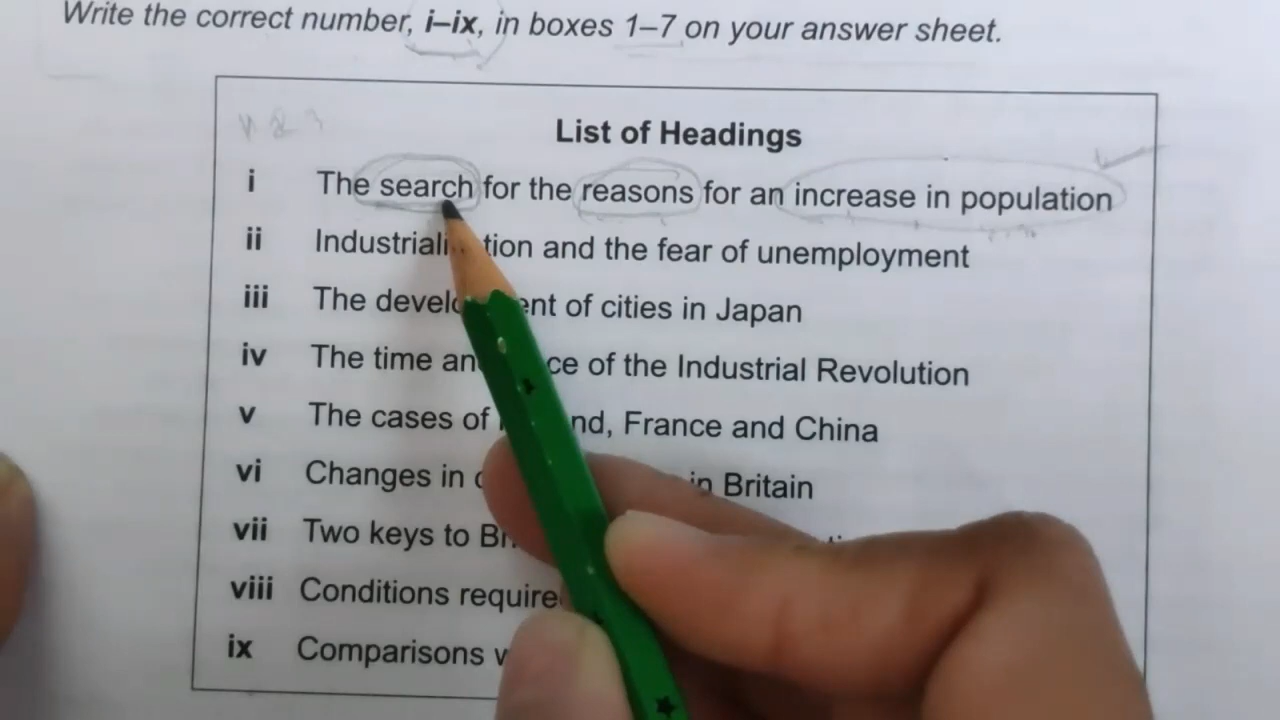 Write the correct number, i–ix, in boxes 1–7 on your answer sheet.
List of Headings
i The search for the reasons for an increase in population
ii Industriali tion and the fear of unemployment
iii The develo ent of cities in Japan
iv The time an ce of the Industrial Revolution
v The cases of nd, France and China
vi Changes in in Britain
vii Two keys to Br
viii Conditions require
ix Comparisons w